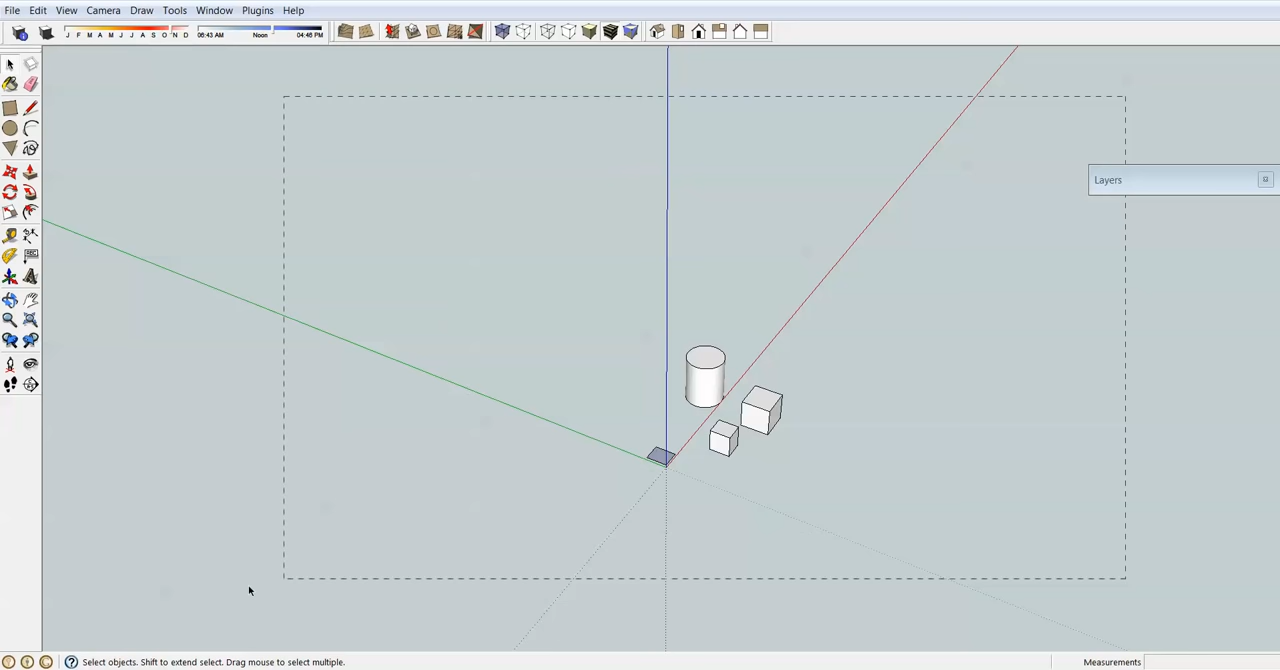 File Edit View Camera Draw Tools Window Plugins Help
J F M A M J J A S O N D 06:43 AM Noon 04:46 PM
Layers
Select objects. Shift to extend select. Drag mouse to select multiple. Measurements